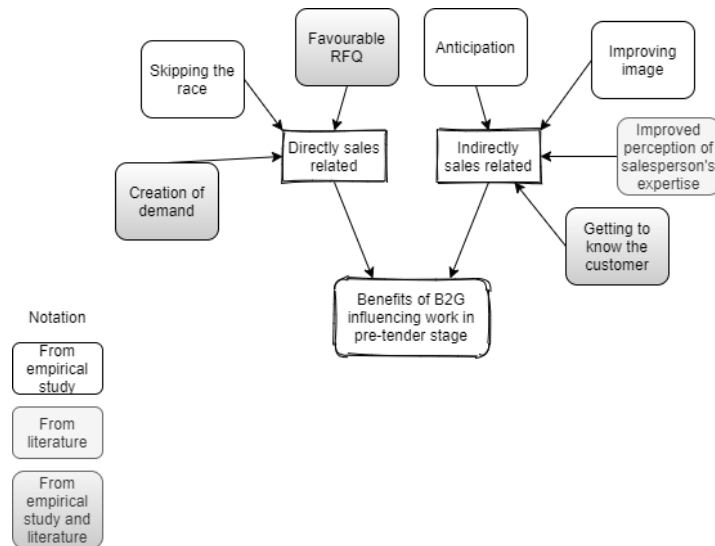 Favourable
RFQ
Anticipation
Improving
image
Skipping the
race
Directly sales
related
Indirectly
sales related
Improved
perception of
salesperson's
expertise
Creation of
demand
Getting to
know the
customer
Benefits of B2G
influencing work in
pre-tender stage
Notation
From
empirical
study
From
literature
From
empirical
study and
literature